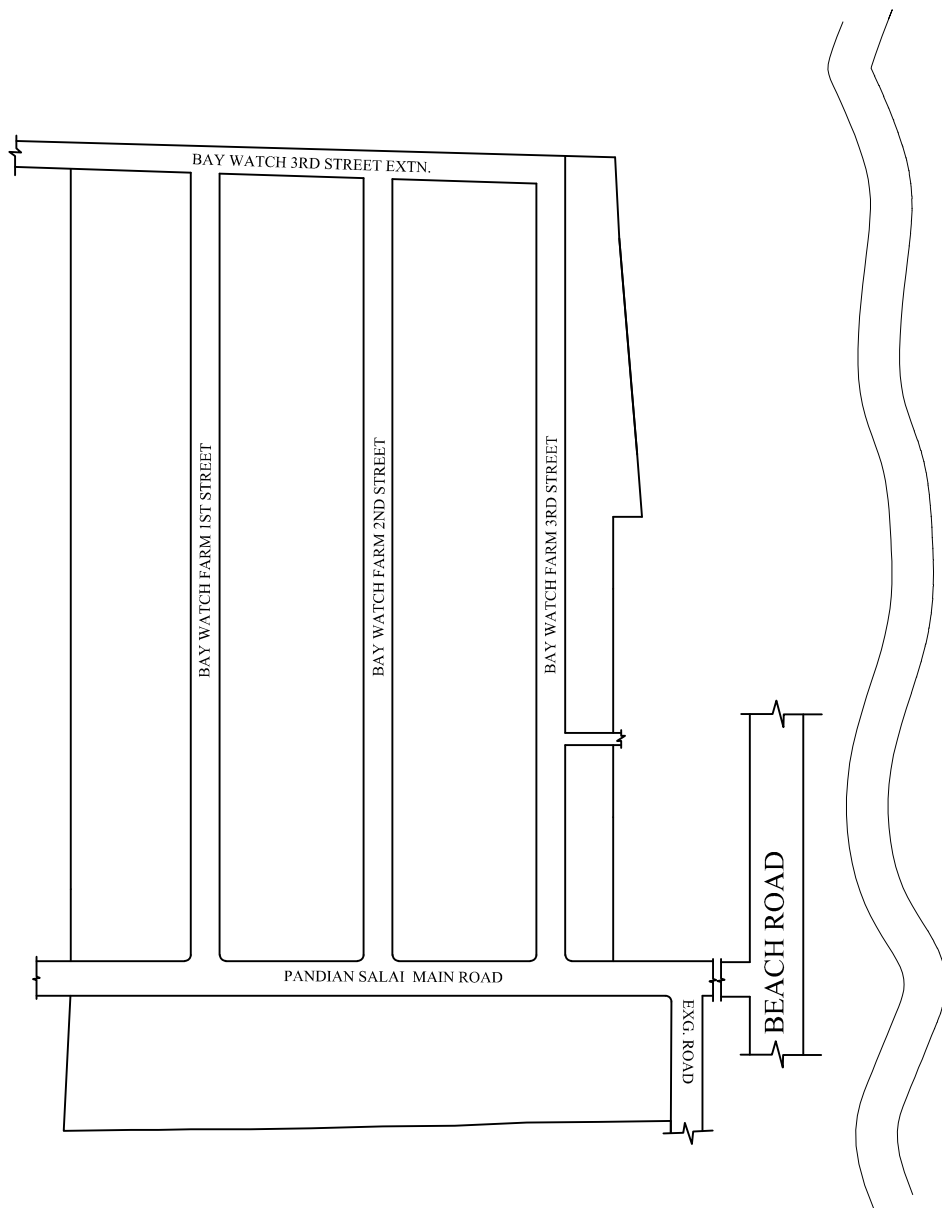 BAY WATCH 3RD STREET EXTN.
BAY WATCH FARM 1ST STREET
BAY WATCH FARM 2ND STREET
BAY WATCH FARM 3RD STREET
BEACH ROAD
PANDIAN SALAI MAIN ROAD
EXG. ROAD